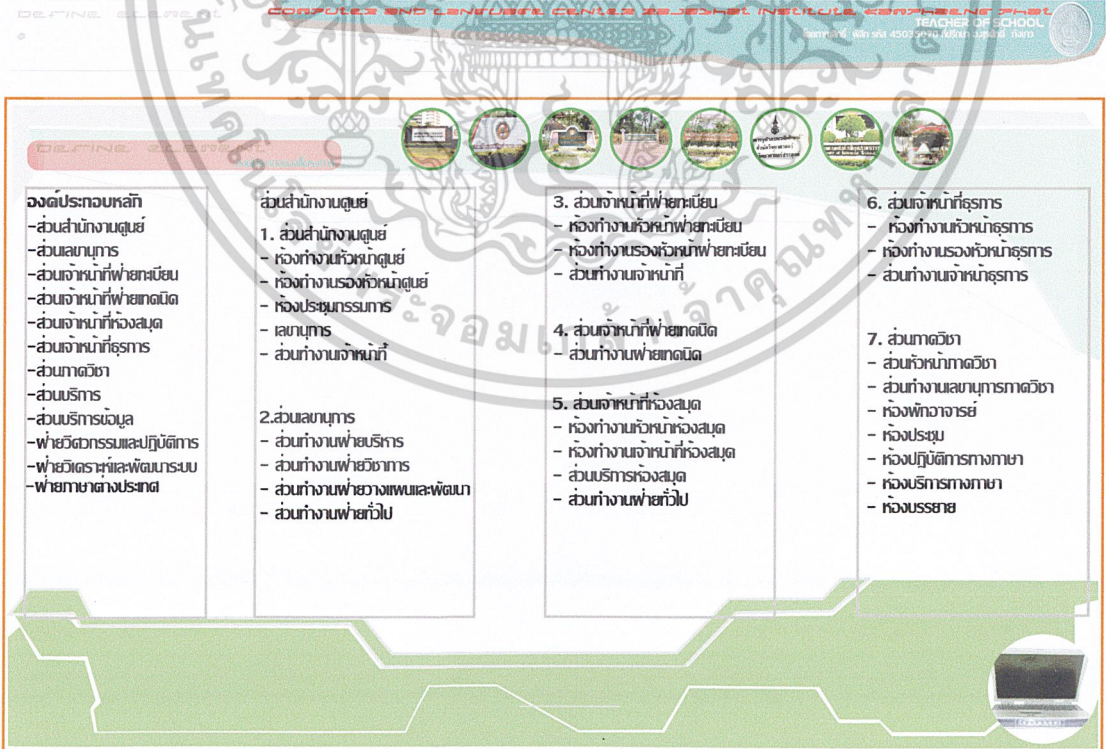 DEFINE ELEMENT
COMPUTER AND LANGUAGE CENTER RAJABHAT INSTITUTE KAMPHAENG PHET
TEACHER OF SCHOOL
DEFINE ELEMENT
องค์ประกอบหลัก
-ส่วนสำนักงานศูนย์
-ส่วนเลขานุการ
-ส่วนเจ้าหน้าที่ฝ่ายทะเบียน
-ส่วนเจ้าหน้าที่ฝ่ายเทคนิค
-ส่วนเจ้าหน้าที่ห้องสมุด
-ส่วนเจ้าหน้าที่ธุรการ
-ส่วนภาควิชา
-ส่วนบริการ
-ส่วนบริการข้อมูล
-ฝ่ายวิศวกรรมและปฎิบัติการ
-ฝ่ายวิเคราะห์และพัฒนาระบบ
-ฝ่ายภาษาต่างประเทศ
ส่วนสำนักงานศูนย์
1. ส่วนสำนักงานศูนย์
- ห้องทำงานหัวหน้าศูนย์
- ห้องทำงานรองหัวหน้าศูนย์
- ห้องประชุมกรรมการ
- เลขานุการ
- ส่วนทำงานเจ้าหน้าที่
2.ส่วนเลขานุการ
- ส่วนทำงานฝ่ายบริหาร
- ส่วนทำงานฝ่ายวิชาการ
- ส่วนทำงานฝ่ายวางแผนและพัฒนา
- ส่วนทำงานฝ่ายทั่วไป
3. ส่วนเจ้าหน้าที่ฝ่ายทะเบียน
- ห้องทำงานหัวหน้าฝ่ายทะเบียน
- ห้องทำงานรองหัวหน้าฝ่ายทะเบียน
- ส่วนทำงานเจ้าหน้าที่
4. ส่วนเจ้าหน้าที่ฝ่ายเทคนิค
- ส่วนทำงานฝ่ายเทคนิค
5. ส่วนเจ้าหน้าที่ห้องสมุด
- ห้องทำงานหัวหน้าห้องสมุด
- ห้องทำงานเจ้าหน้าที่ห้องสมุด
- ส่วนบริการห้องสมุด
- ส่วนทำงานฝ่ายทั่วไป
6. ส่วนเจ้าหน้าที่ธุรการ
- ห้องทำงานหัวหน้าธุรการ
- ห้องทำงานรองหัวหน้าธุรการ
- ส่วนทำงานเจ้าหน้าธุรการ
7. ส่วนภาควิชา
- ส่วนหัวหน้าภาควิชา
- ส่วนทำงานเลขานุการภาควิชา
- ห้องพักอาจารย์
- ห้องประชุม
- ห้องปฎิบัติการทางภาษา
- ห้องบริการทางภาษา
- ห้องบรรยาย